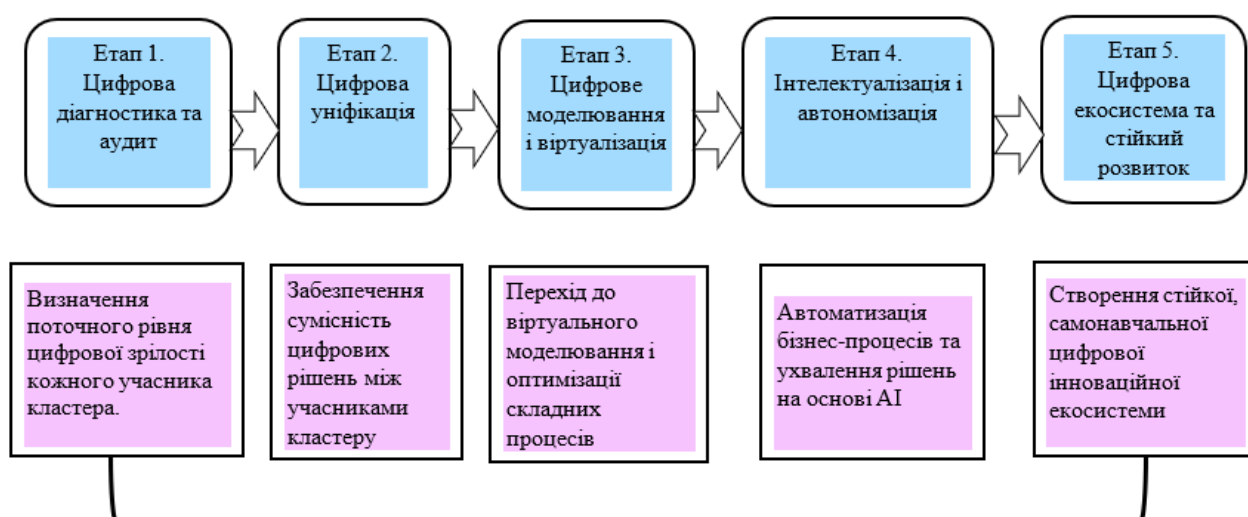 Етап 1.
Цифрова
діагностика та
аудит
Етап 2.
Цифрова
уніфікація
Етап 3.
Цифрове
моделювання
і віртуалізація
Етап 4.
Інтелектуалізація і
автономізація
Етап 5.
Цифрова
екосистема та
стійкий
розвиток
Визначення
поточного рівня
цифрової зрілості
кожного учасника
кластера.
Забезпечення
сумісність
цифрових
рішень між
учасниками
кластеру
Перехід до
віртуального
моделювання і
оптимізації
складних
процесів
Автоматизація
бізнес-процесів та
ухвалення рішень
на основі AI
Створення стійкої,
самонавчальної
цифрової
інноваційної
екосистеми